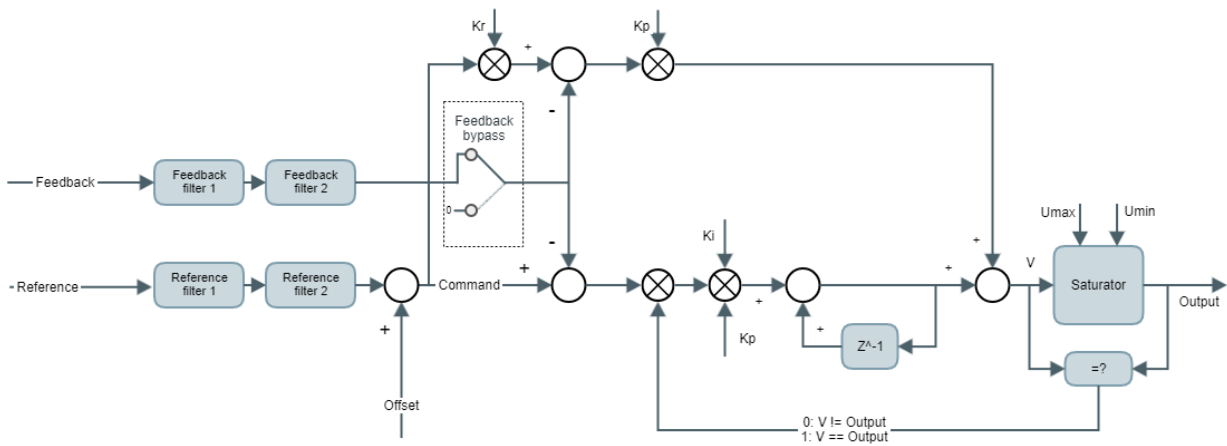 Kr
Kp
+
+
-
Feedback
bypass
Feedback
Feedback
filter 1
Feedback
filter 2
0
-
Umax
Umin
Ki
+
V
Reference
Reference
filter 1
Reference
filter 2
Command
+
+
+
Saturator
Output
+
+
Kp
Z^-1
=?
Offset
0: V != Output
1: V == Output